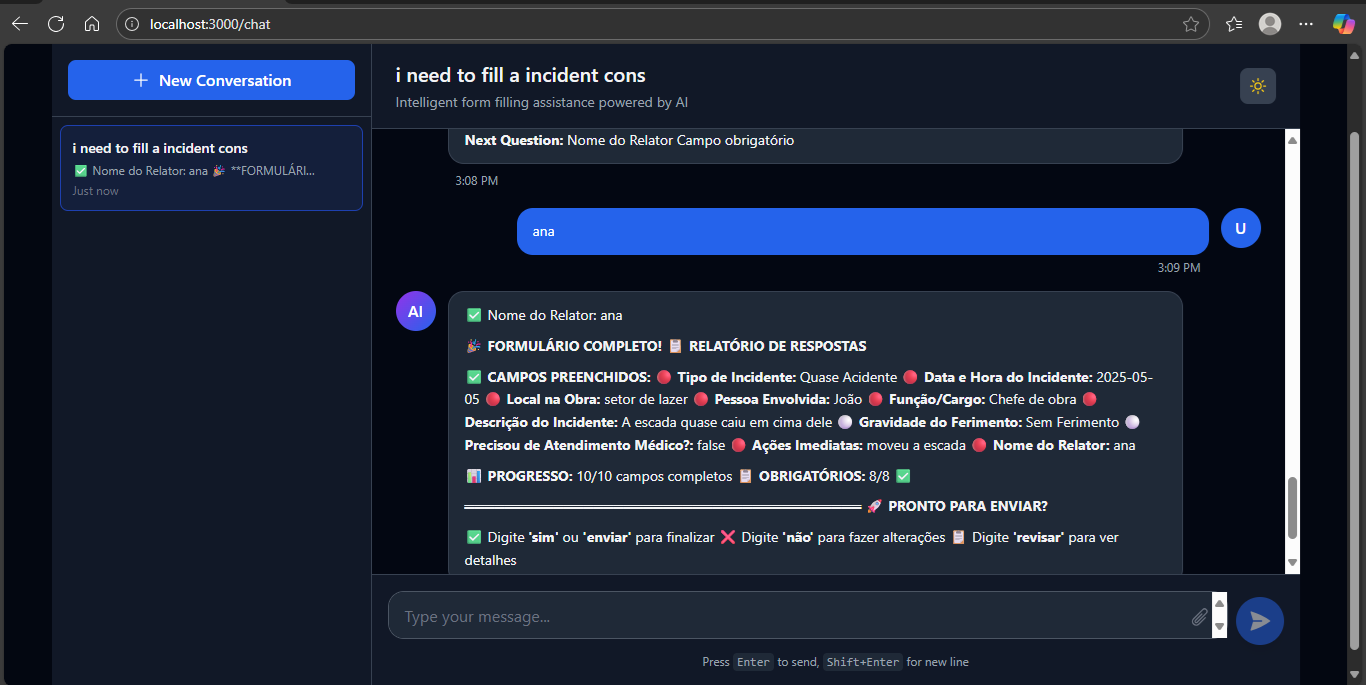 localhost:3000/chat
New Conversation
i need to fill a incident cons
✅ Nome do Relator: ana 🎉 **FORMULÁRI...
Just now
i need to fill a incident cons
Intelligent form filling assistance powered by AI
Next Question: Nome do Relator Campo obrigatório
3:08 PM
ana
U
3:09 PM
AI
✅ Nome do Relator: ana
🎉 FORMULÁRIO COMPLETO! 📋 RELATÓRIO DE RESPOSTAS
✅ CAMPOS PREENCHIDOS: 🔴 Tipo de Incidente: Quase Acidente 🔴 Data e Hora do Incidente: 2025-05-
05 🔴 Local na Obra: setor de lazer 🔴 Pessoa Envolvida: João 🔴 Função/Cargo: Chefe de obra 🔴
Descrição do Incidente: A escada quase caiu em cima dele ⚪ Gravidade do Ferimento: Sem Ferimento ⚪
Precisou de Atendimento Médico?: false 🔴 Ações Imediatas: moveu a escada 🔴 Nome do Relator: ana
📊 PROGRESSO: 10/10 campos completos 📋 OBRIGATÓRIOS: 8/8 ✅
🚀 PRONTO PARA ENVIAR?
✅ Digite 'sim' ou 'enviar' para finalizar ❌ Digite 'não' para fazer alterações 📋 Digite 'revisar' para ver
detalhes
Type your message...
Press Enter to send, Shift+Enter for new line